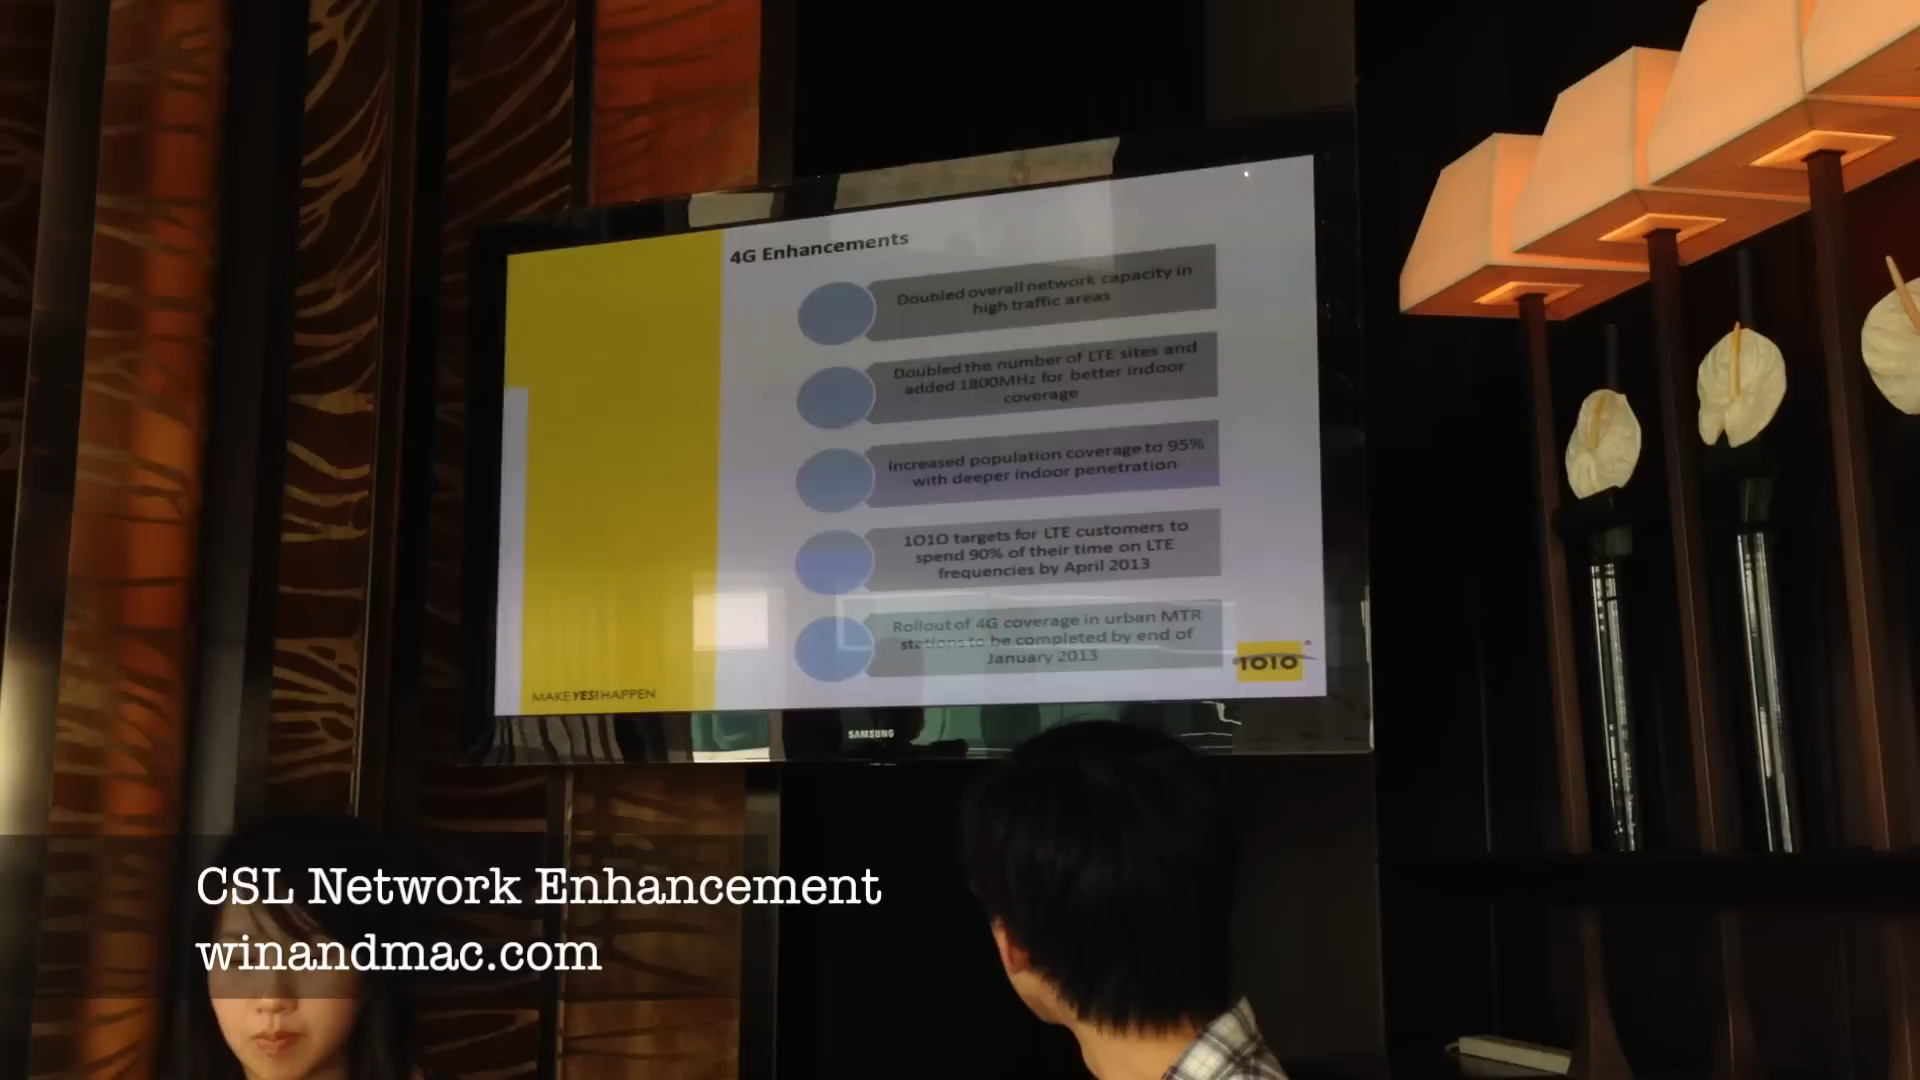 4G Enhancements
Doubled overall network capacity in
high traffic areas
Doubled the number of LTE sites and
added 1800MHz for better indoor
coverage
Increased population coverage to 95%
with deeper indoor penetration
1O1O targets for LTE customers to
spend 90% of their time on LTE
frequencies by April 2013
Rollout of 4G coverage in urban MTR
stations to be completed by end of
January 2013
1O1O
MAKE YES! HAPPEN
SAMSUNG
CSL Network Enhancement
winandmac.com